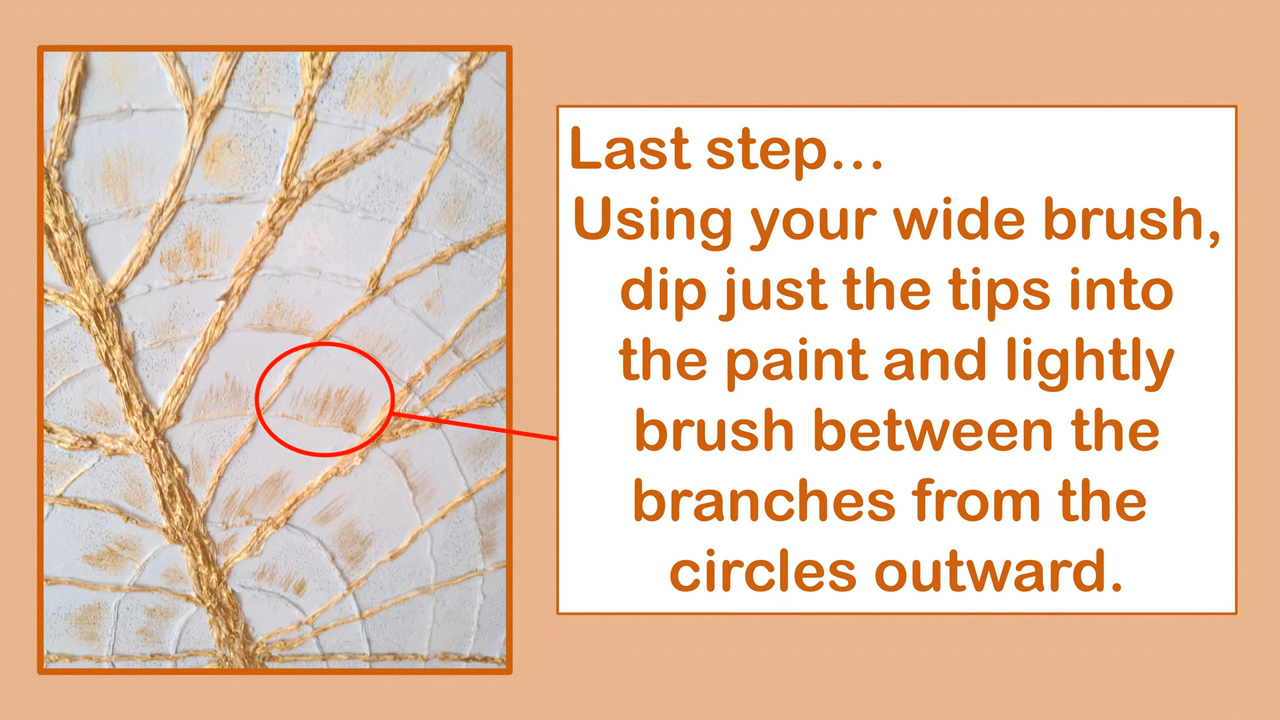 Last step...
Using your wide brush,
dip just the tips into
the paint and lightly
brush between the
branches from the
circles outward.